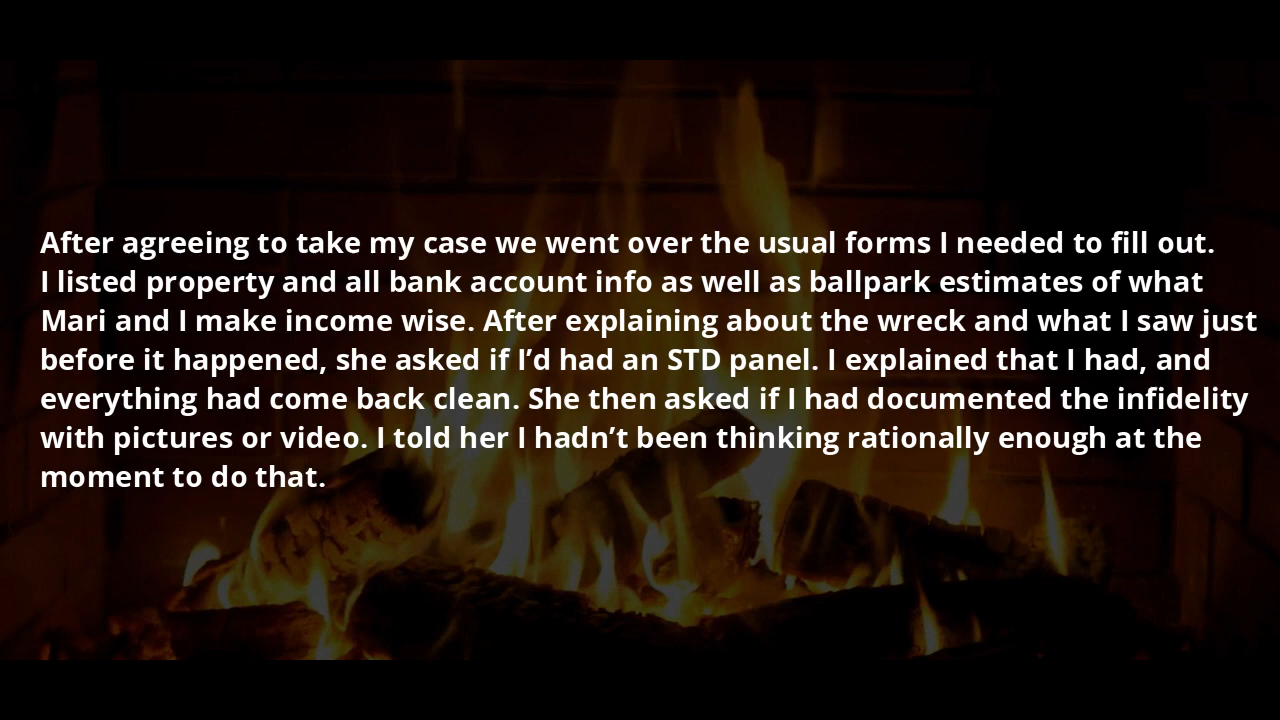 After agreeing to take my case we went over the usual forms I needed to fill out.
I listed property and all bank account info as well as ballpark estimates of what
Mari and I make income wise. After explaining about the wreck and what I saw just
before it happened, she asked if I’d had an STD panel. I explained that I had, and
everything had come back clean. She then asked if I had documented the infidelity
with pictures or video. I told her I hadn’t been thinking rationally enough at the
moment to do that.